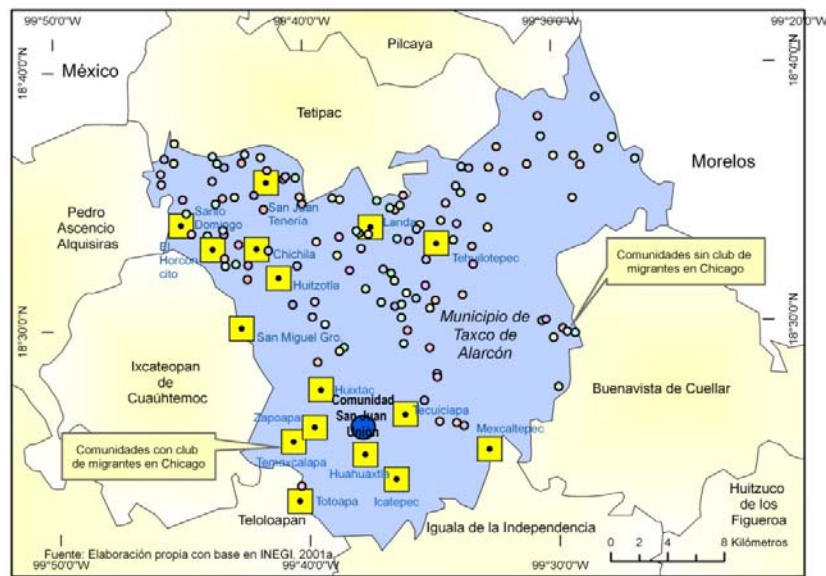 99°50'0"W
99°40'0"W
99°30'0"W
99°20'0"W
18°40'0"N
18°40'0"N
Pilcaya
México
Tetipac
Morelos
Pedro
Ascencio
Alquisiras
Santo
Domingo
San Juan
Tenería
Landa
El Horcon
cito
Chichila
Tehuilotepec
Huitzotla
Comunidades sin club de
migrantes en Chicago
18°30'0"N
18°30'0"N
Municipio de
Taxco de
Alarcón
San Miguel Gro.
Ixcateopan
de
Cuaúhtemoc
Buenavista de Cuellar
Huixtac
Comunidad
San Juan
Unión
Tecuiciapa
Zapoapa
Mexcaltepec
Comunidades con club
de migrantes en Chicago
Temaxcalapa
Huahuaxtla
Icatepec
Totoapa
Teloloapan
Huitzuco
de los
Figueroa
Iguala de la Independencia
0 2 4 8 Kilómetros
Fuente: Elaboración propia con base en INEGI, 2001a.
99°50'0"W
99°40'0"W
99°30'0"W